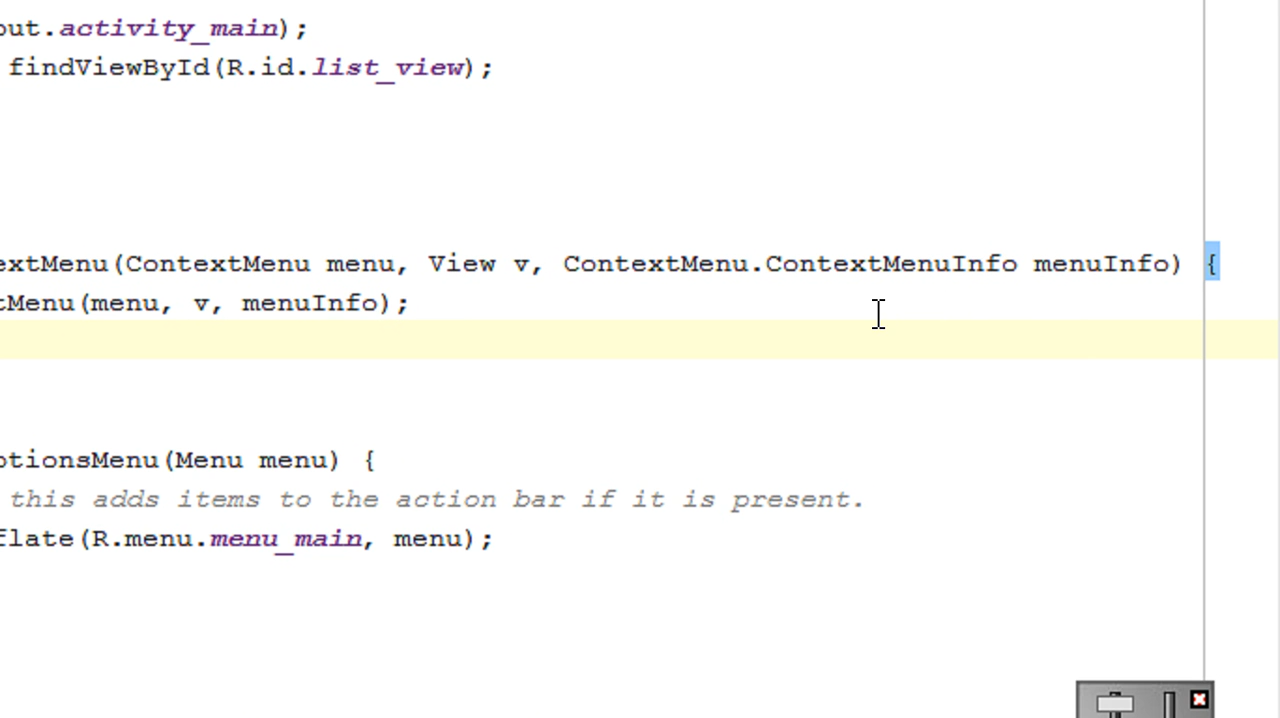 out.activity_main);
findViewById(R.id.list_view);
extMenu(ContextMenu menu, View v, ContextMenu.ContextMenuInfo menuInfo) {
tMenu(menu, v, menuInfo);
ptionsMenu(Menu menu) {
this adds items to the action bar if it is present.
flate(R.menu.menu_main, menu);